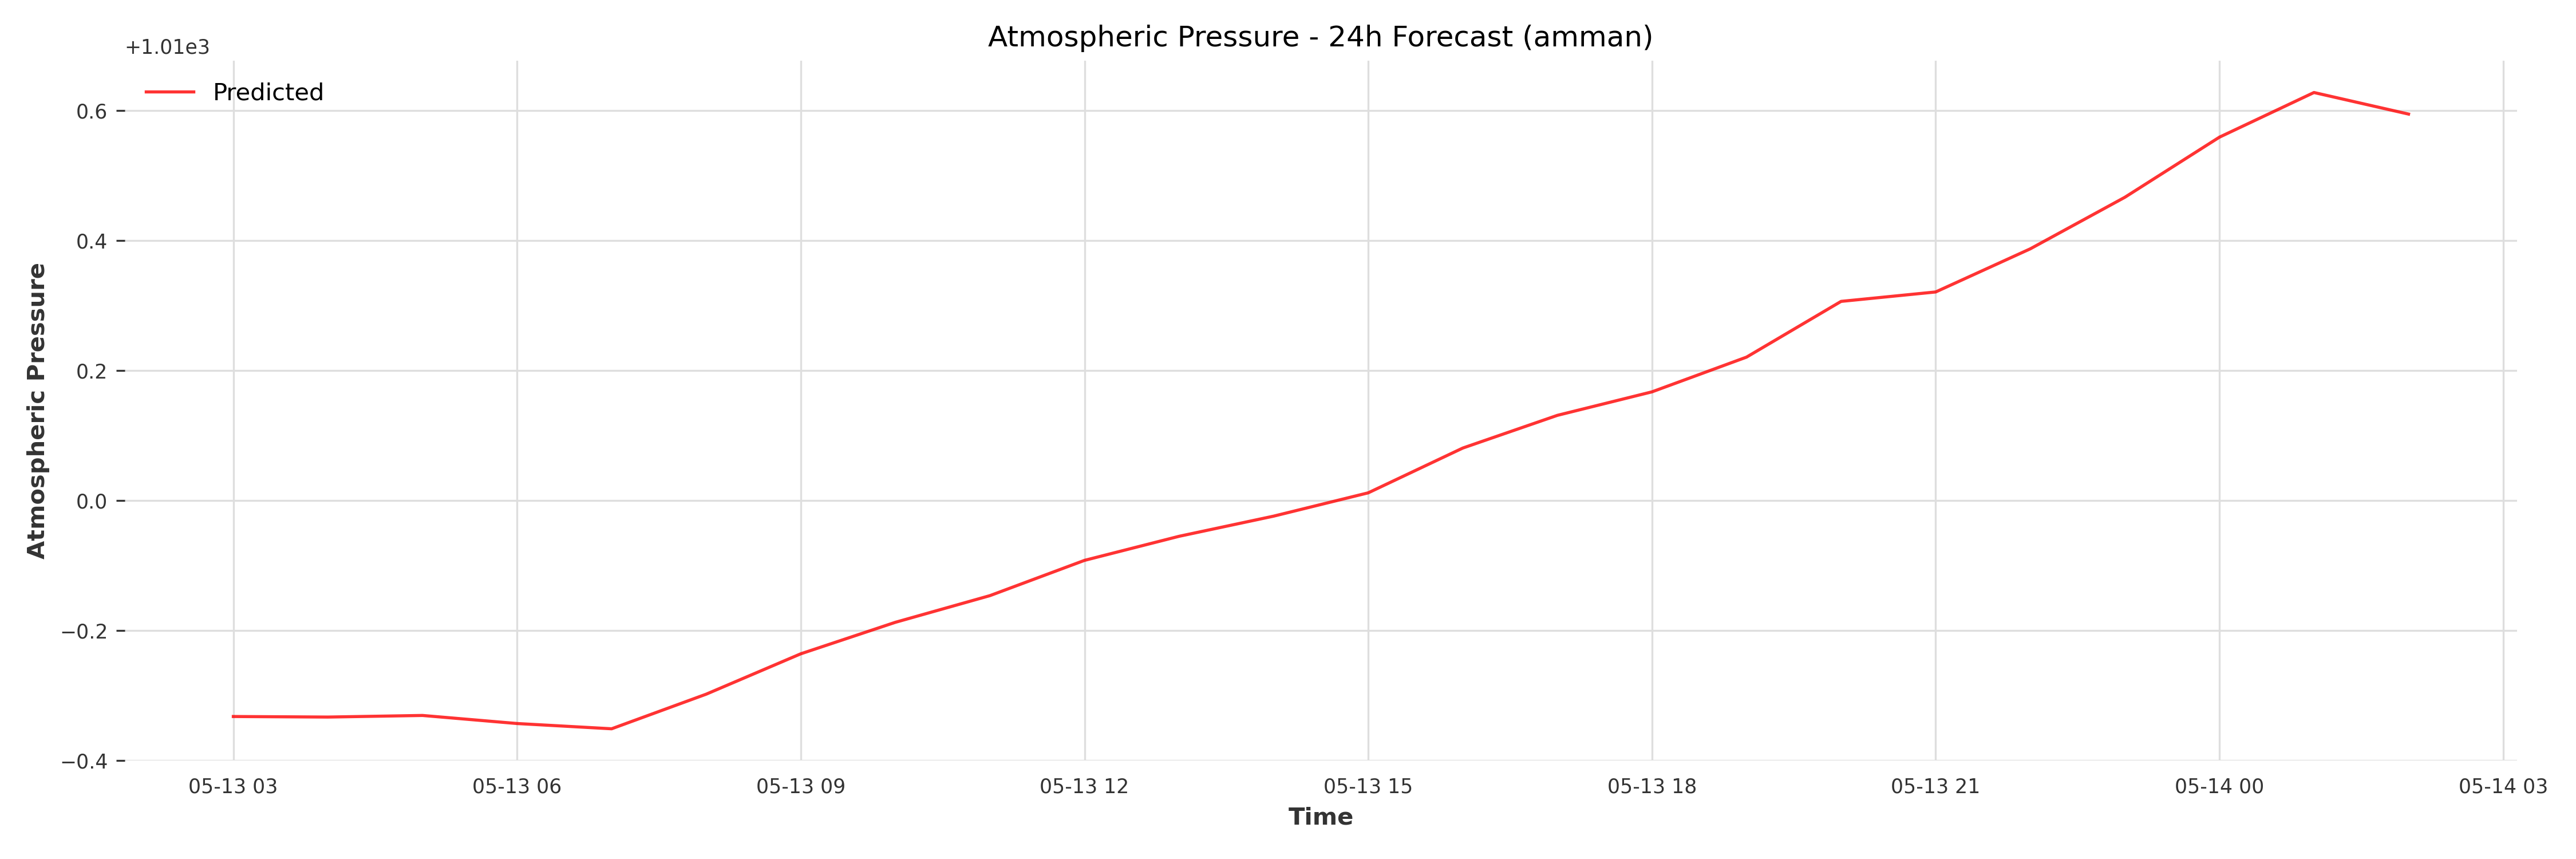 Atmospheric Pressure - 24h Forecast (amman)
+1.01e3
Predicted
0.6
0.4
0.2
0.0
−0.2
−0.4
Atmospheric Pressure
05-13 03 05-13 06 05-13 09 05-13 12 05-13 15 05-13 18 05-13 21 05-14 00 05-14 03
Time